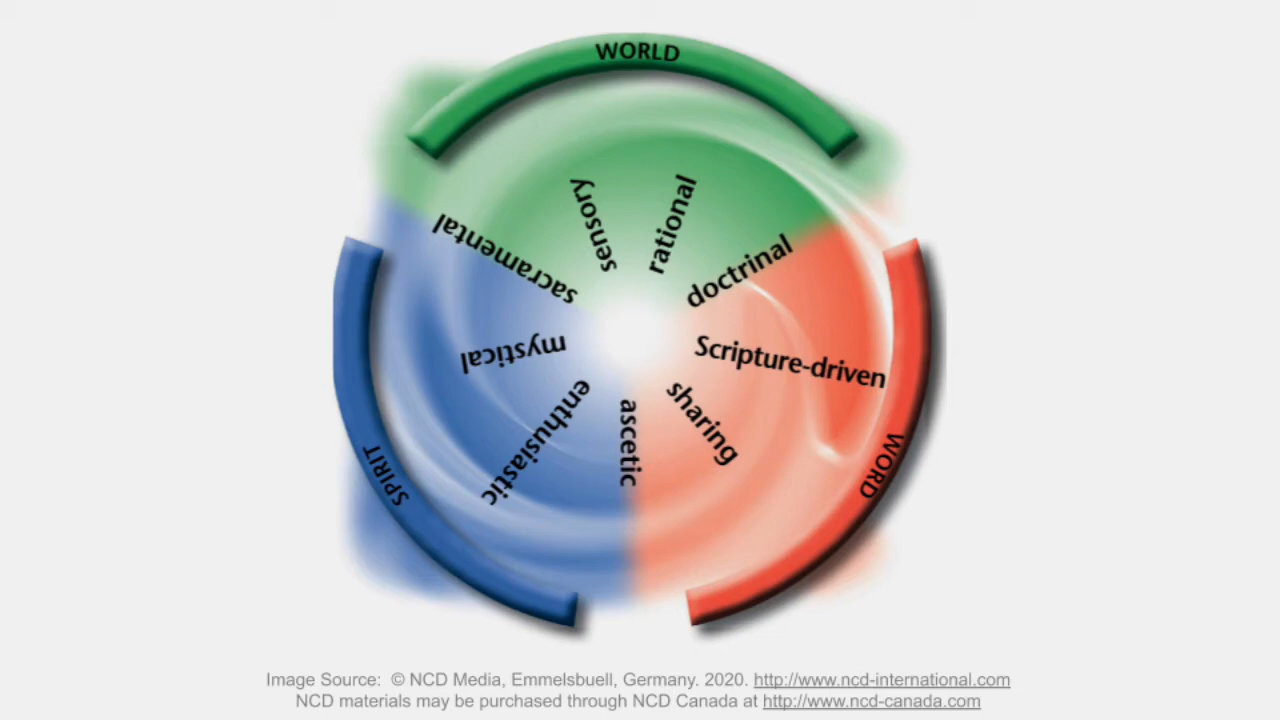 WORLD
sensory
rational
sacramental
doctrinal
mystical
Scripture-driven
enthusiastic
ascetic
sharing
SPIRIT
WORD
Image Source: © NCD Media, Emmelsbuell, Germany. 2020. http://www.ncd-international.com
NCD materials may be purchased through NCD Canada at http://www.ncd-canada.com